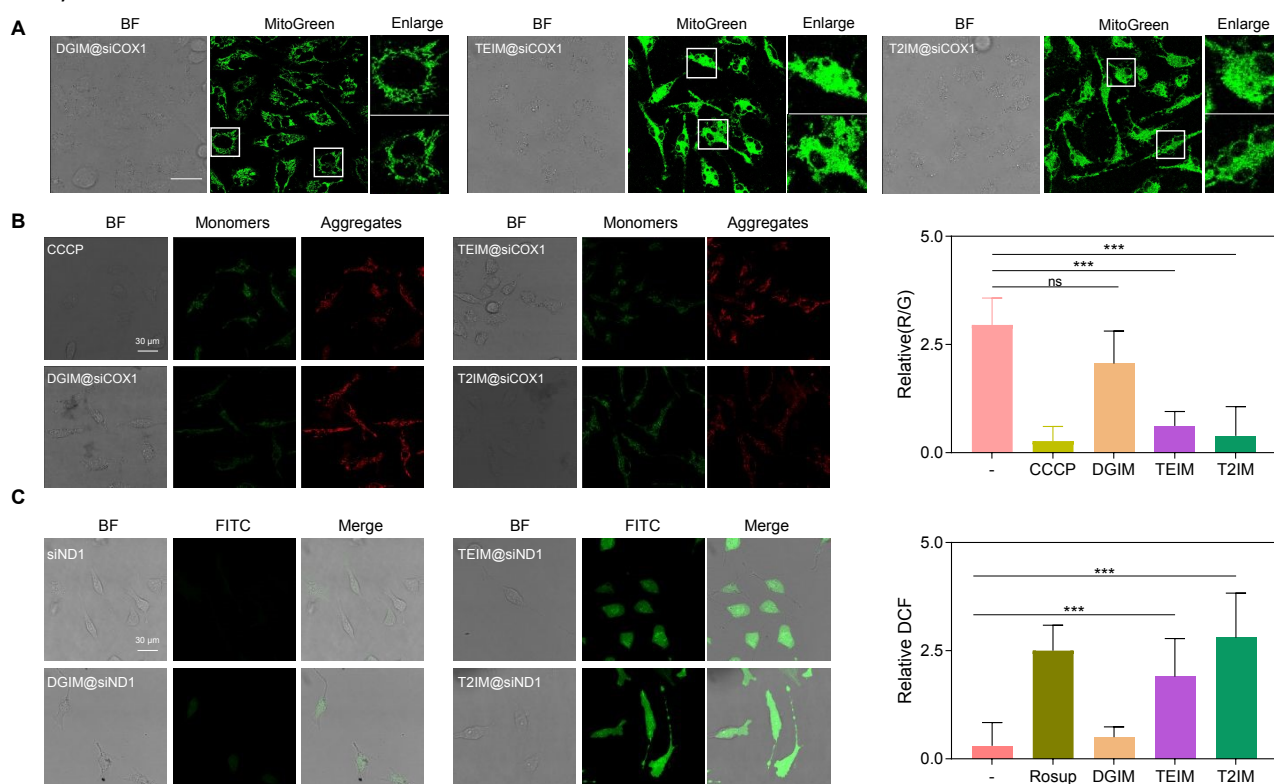 A
BF MitoGreen Enlarge BF MitoGreen Enlarge BF MitoGreen Enlarge
DGIM@siCOX1 TEIM@siCOX1 T2IM@siCOX1
B
BF Monomers Aggregates BF Monomers Aggregates
CCCP TEIM@siCOX1
30 μm
DGIM@siCOX1 T2IM@siCOX1
Relative(R/G)
5.0
2.5
0.0
***
***
ns
- CCCP DGIM TEIM T2IM
C
BF FITC Merge BF FITC Merge
siND1 TEIM@siND1
30 μm
DGIM@siND1 T2IM@siND1
Relative DCF
5.0
2.5
0.0
***
***
- Rosup DGIM TEIM T2IM